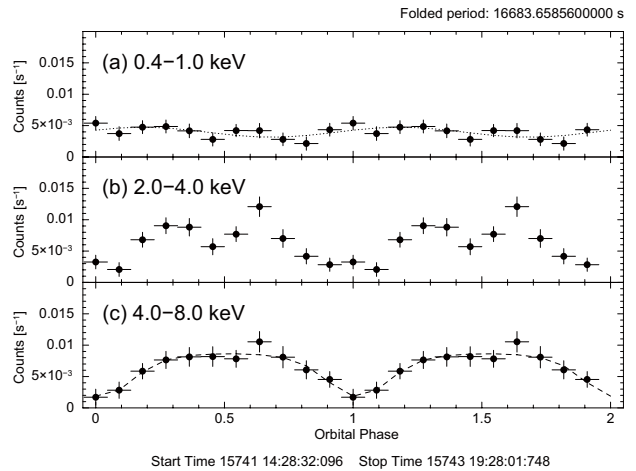 Folded period: 16683.6585600000 s
(a) 0.4−1.0 keV
Counts [s⁻¹]
0.015
0.01
5×10⁻³
0
(b) 2.0−4.0 keV
Counts [s⁻¹]
0.015
0.01
5×10⁻³
0
(c) 4.0−8.0 keV
Counts [s⁻¹]
0.015
0.01
5×10⁻³
0
0 0.5 1 1.5 2
Orbital Phase
Start Time 15741 14:28:32:096 Stop Time 15743 19:28:01:748